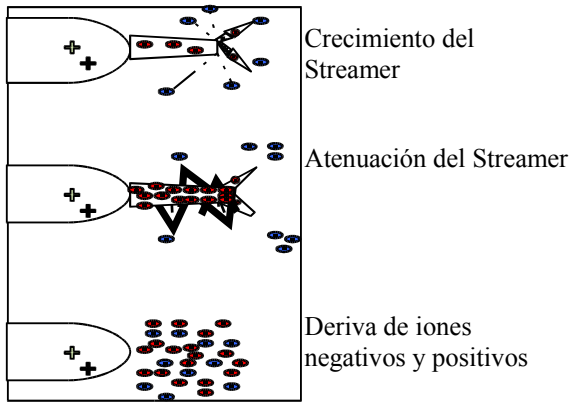 Crecimiento del
Streamer
Atenuación del Streamer
Deriva de iones
negativos y positivos